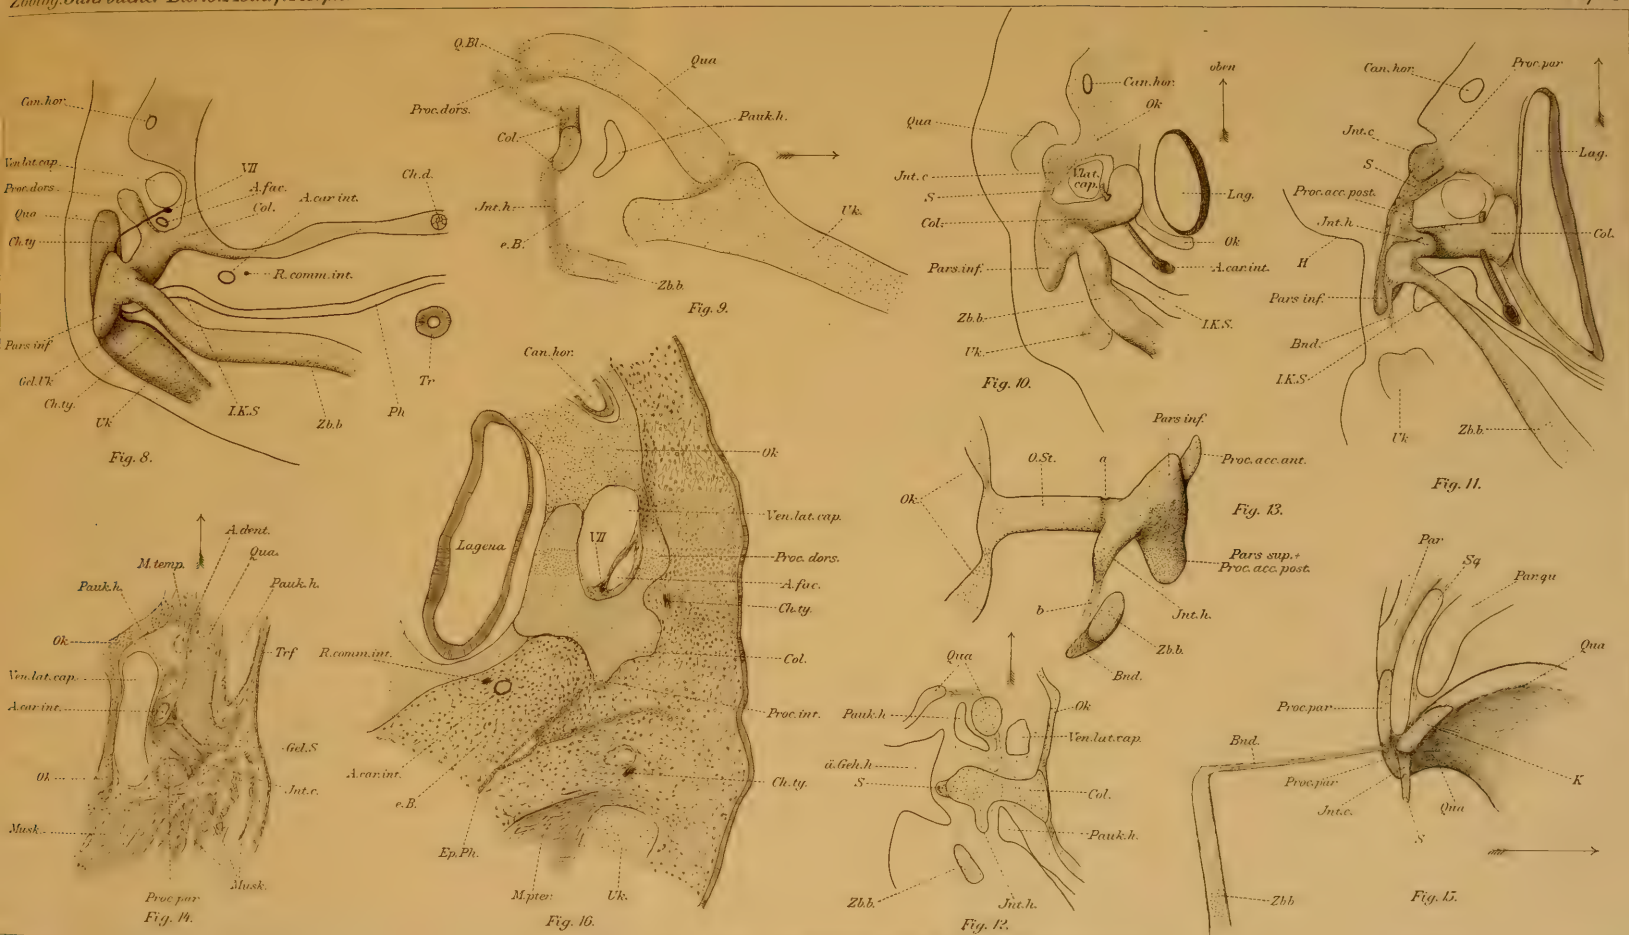 Can.hor.
Ven.lat.cap.
Proc.dors.
Qua
Ch.ty
VII
A.fac.
Col.
A.car.int.
Ch.d.
R.comm.int.
Pars inf
Gel.Uk
Ch.ty.
Uk
I.K.S
Zb.b
Ph
Tr
Fig. 8.
Q.Bl.
Qua
Proc.dors.
Col.
Pauk.h.
Jnt.h.
e.B.
Uk.
Zb.b.
Fig. 9.
Can.hor.
Ok
oben
Qua
Jnt.c
S
V.lat.
cap.
Lag.
Col.
Ok
Pars.inf.
A.car.int.
Zb.b.
I.K.S.
Uk.
Fig. 10.
Can.hor.
Proc.par
Jnt.c
S
Lag.
Proc.acc.post.
Jnt.h.
Col.
H
Pars inf.
Bnd.
I.K.S
Uk
Zb.b.
Fig. 11.
Pars inf.
O.St.
a
Proc.acc.ant.
Ok.
Fig. 13.
Pars sup.+
Proc.acc.post.
b
Jnt.h.
Zb.b.
Bnd.
A.dent.
M.temp.
Qua.
Pauk.h.
Pauk.h.
Ok
Trf
Ven.lat.cap.
A.car.int.
Gel.S
Ok
Jnt.c.
Musk.
Musk.
Proc par
Fig. 14.
Can.hor.
Ok
Lagena
VII
Ven.lat.cap.
Proc.dors.
A.fac.
Ch.ty.
R.comm.int.
Col.
Proc.int.
A.car.int.
e.B.
Ch.ty.
Ep.Ph.
M.pter.
Uk.
Fig. 16.
Qua
Ok
Pauk.h
Ven.lat.cap.
ä.Geh.h
S
Col.
Pauk.h.
Zb.b.
Jnt.h.
Fig. 12.
Par
Sq
Par.qu
Qua
Proc.par
Bnd.
Proc.par
K
Jnt.c.
Qua
S
Zb.b
Fig. 15.